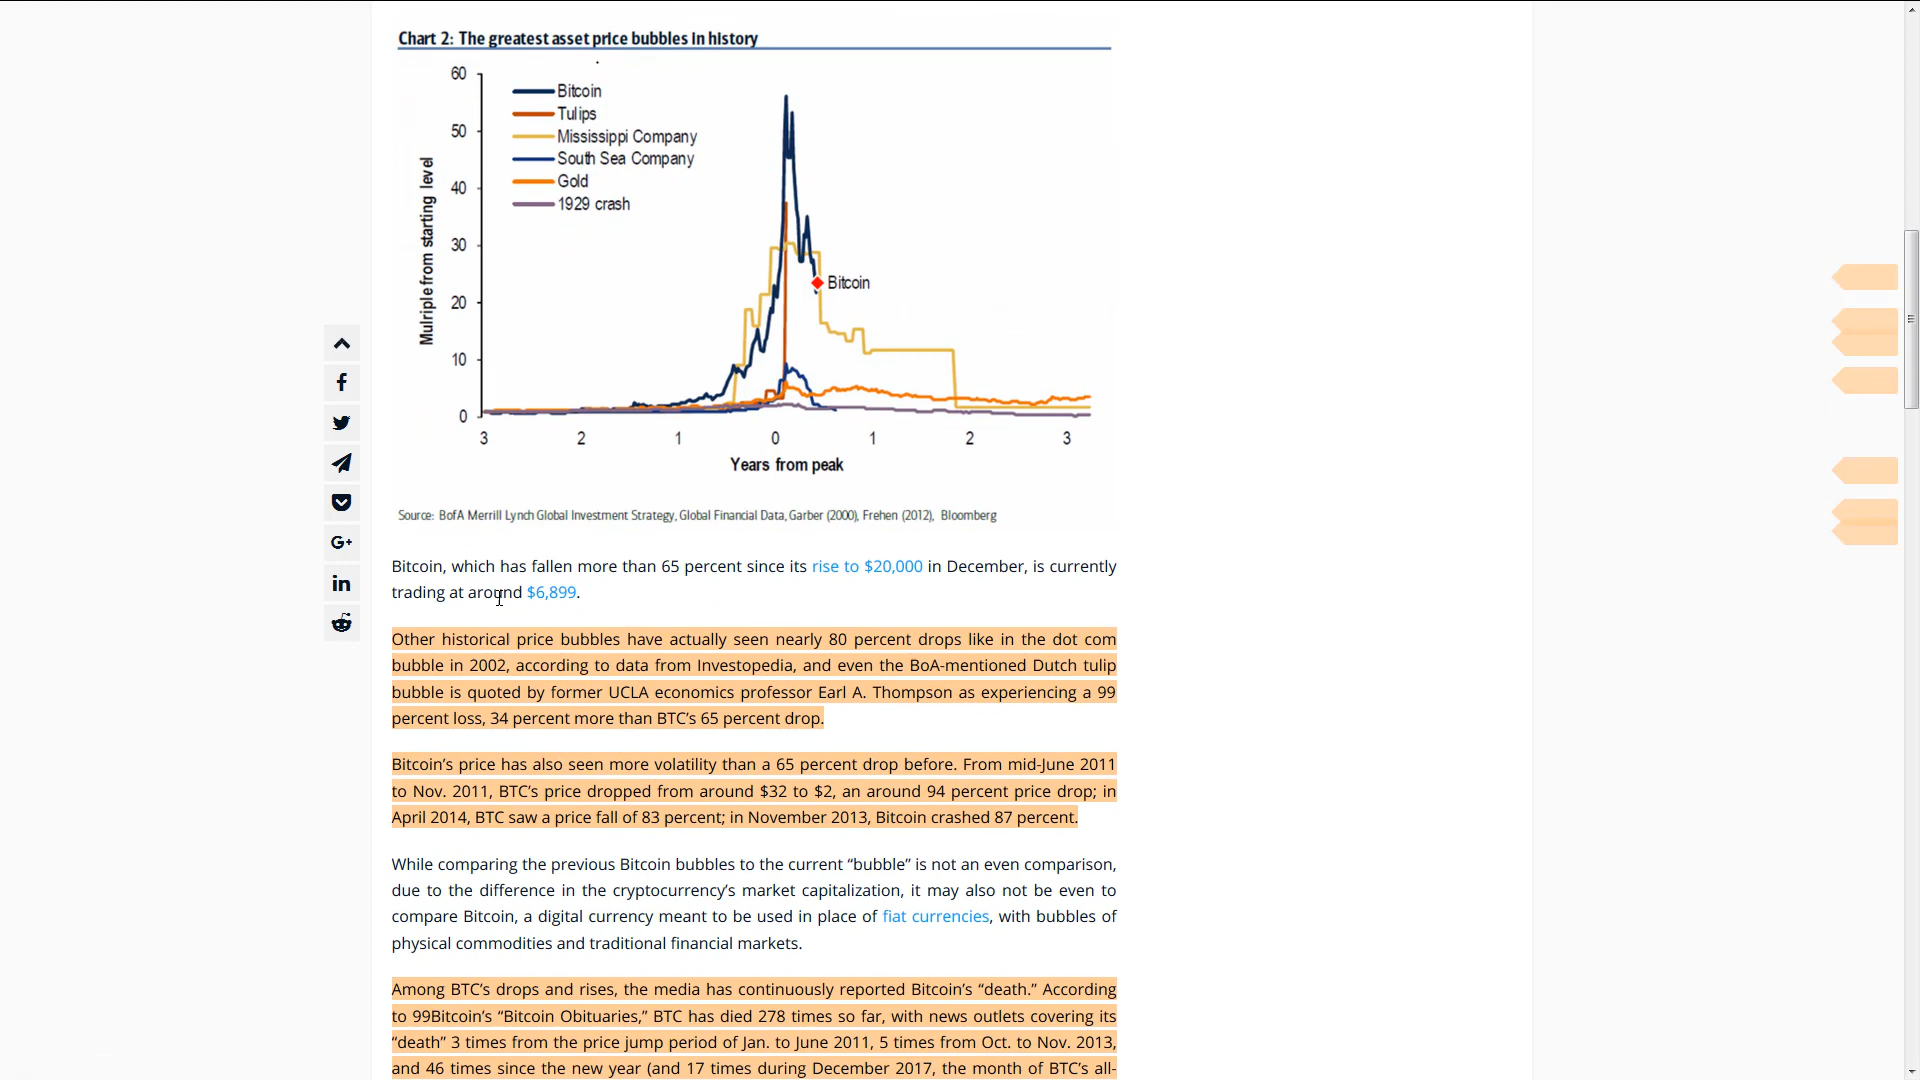 Chart 2: The greatest asset price bubbles in history
60
50
40
30
20
10
0
Mulriple from starting level
Bitcoin
Tulips
Mississippi Company
South Sea Company
Gold
1929 crash
Bitcoin
3 2 1 0 1 2 3
Years from peak
Source: BofA Merrill Lynch Global Investment Strategy, Global Financial Data, Garber (2000), Frehen (2012), Bloomberg
Bitcoin, which has fallen more than 65 percent since its rise to $20,000 in December, is currently
trading at around $6,899.
Other historical price bubbles have actually seen nearly 80 percent drops like in the dot com
bubble in 2002, according to data from Investopedia, and even the BoA-mentioned Dutch tulip
bubble is quoted by former UCLA economics professor Earl A. Thompson as experiencing a 99
percent loss, 34 percent more than BTC’s 65 percent drop.
Bitcoin’s price has also seen more volatility than a 65 percent drop before. From mid-June 2011
to Nov. 2011, BTC’s price dropped from around $32 to $2, an around 94 percent price drop; in
April 2014, BTC saw a price fall of 83 percent; in November 2013, Bitcoin crashed 87 percent.
While comparing the previous Bitcoin bubbles to the current “bubble” is not an even comparison,
due to the difference in the cryptocurrency’s market capitalization, it may also not be even to
compare Bitcoin, a digital currency meant to be used in place of fiat currencies, with bubbles of
physical commodities and traditional financial markets.
Among BTC’s drops and rises, the media has continuously reported Bitcoin’s “death.” According
to 99Bitcoin’s “Bitcoin Obituaries,” BTC has died 278 times so far, with news outlets covering its
“death” 3 times from the price jump period of Jan. to June 2011, 5 times from Oct. to Nov. 2013,
and 46 times since the new year (and 17 times during December 2017, the month of BTC’s all-